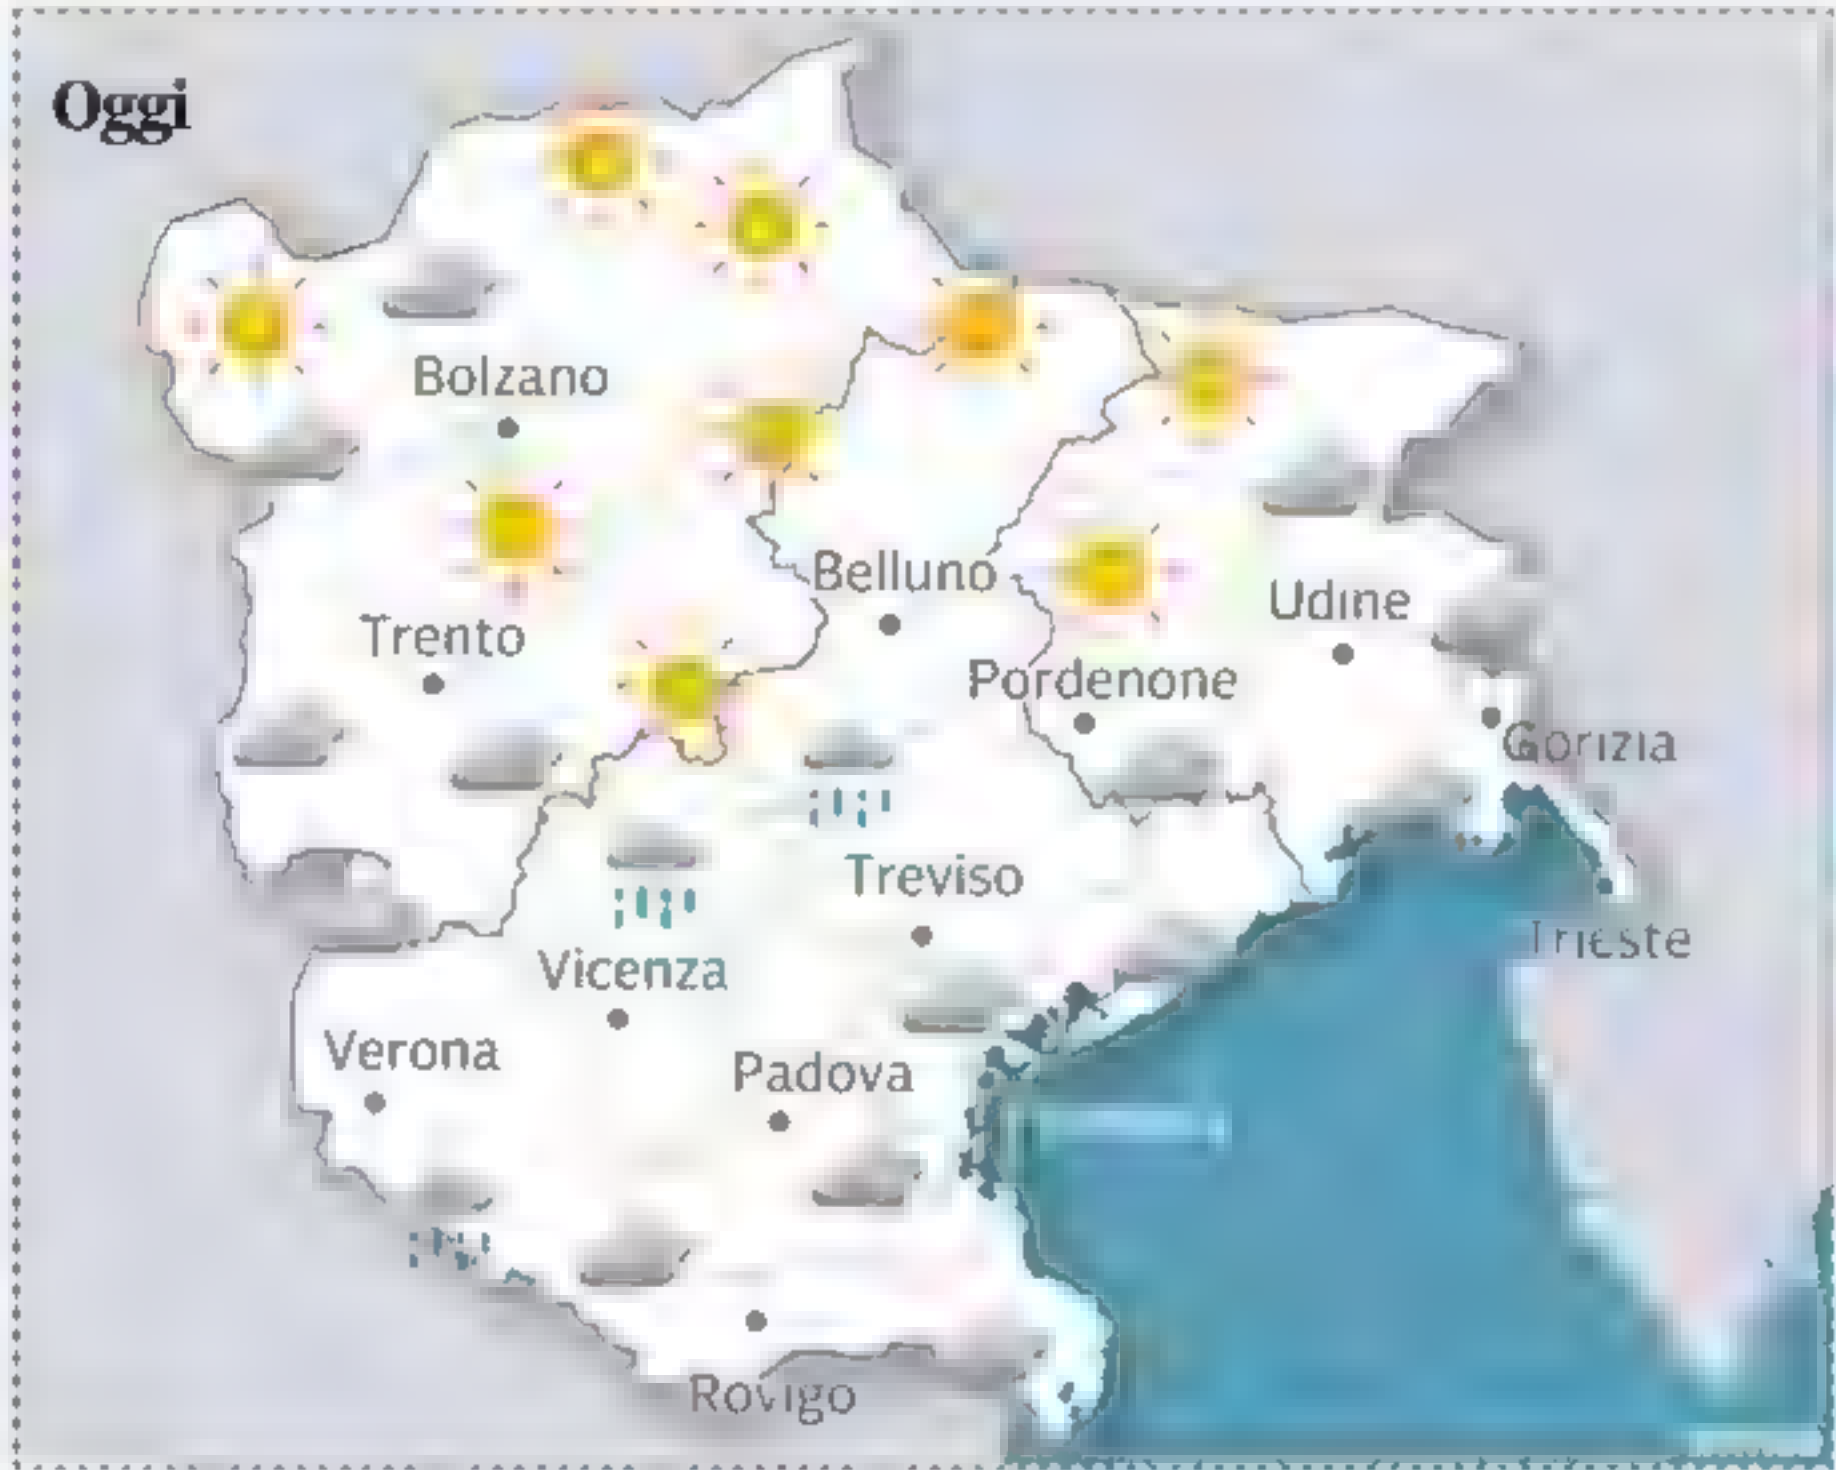 Oggi
Bolzano
Belluno
Udine
Trento
Pordenone
Gorizia
Treviso
Trieste
Vicenza
Verona
Padova
Rovigo